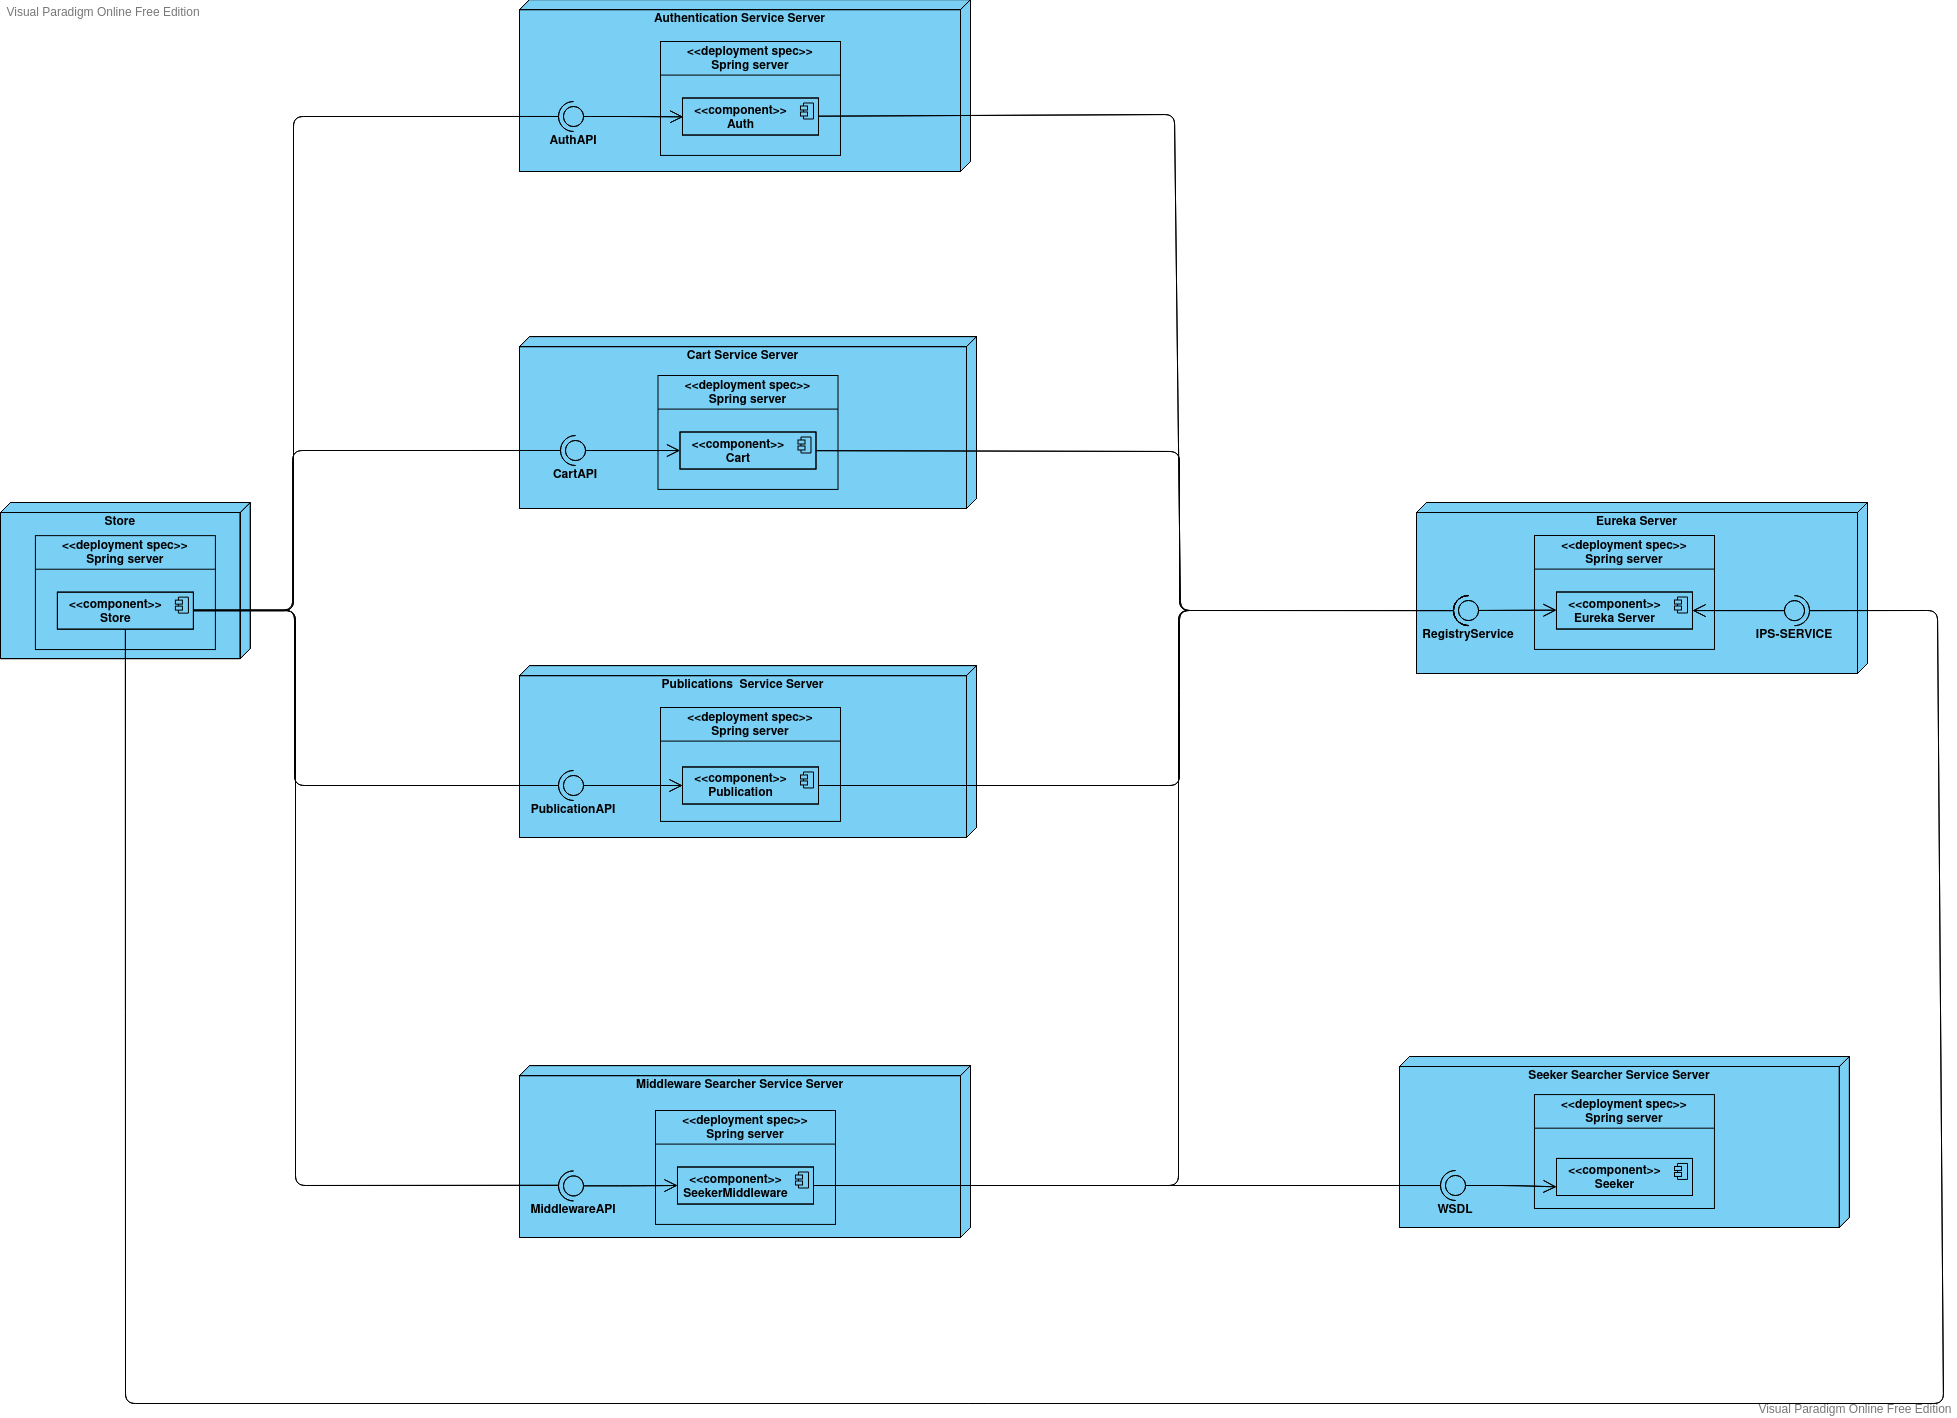 Visual Paradigm Online Free Edition
Authentication Service Server
<<deployment spec>>
Spring server
<<component>>
Auth
AuthAPI
Cart Service Server
<<deployment spec>>
Spring server
<<component>>
Cart
CartAPI
Store
<<deployment spec>>
Spring server
<<component>>
Store
Eureka Server
<<deployment spec>>
Spring server
<<component>>
Eureka Server
RegistryService
IPS-SERVICE
Publications  Service Server
<<deployment spec>>
Spring server
<<component>>
Publication
PublicationAPI
Middleware Searcher Service Server
<<deployment spec>>
Spring server
<<component>>
SeekerMiddleware
MiddlewareAPI
Seeker Searcher Service Server
<<deployment spec>>
Spring server
<<component>>
Seeker
WSDL
Visual Paradigm Online Free Edition